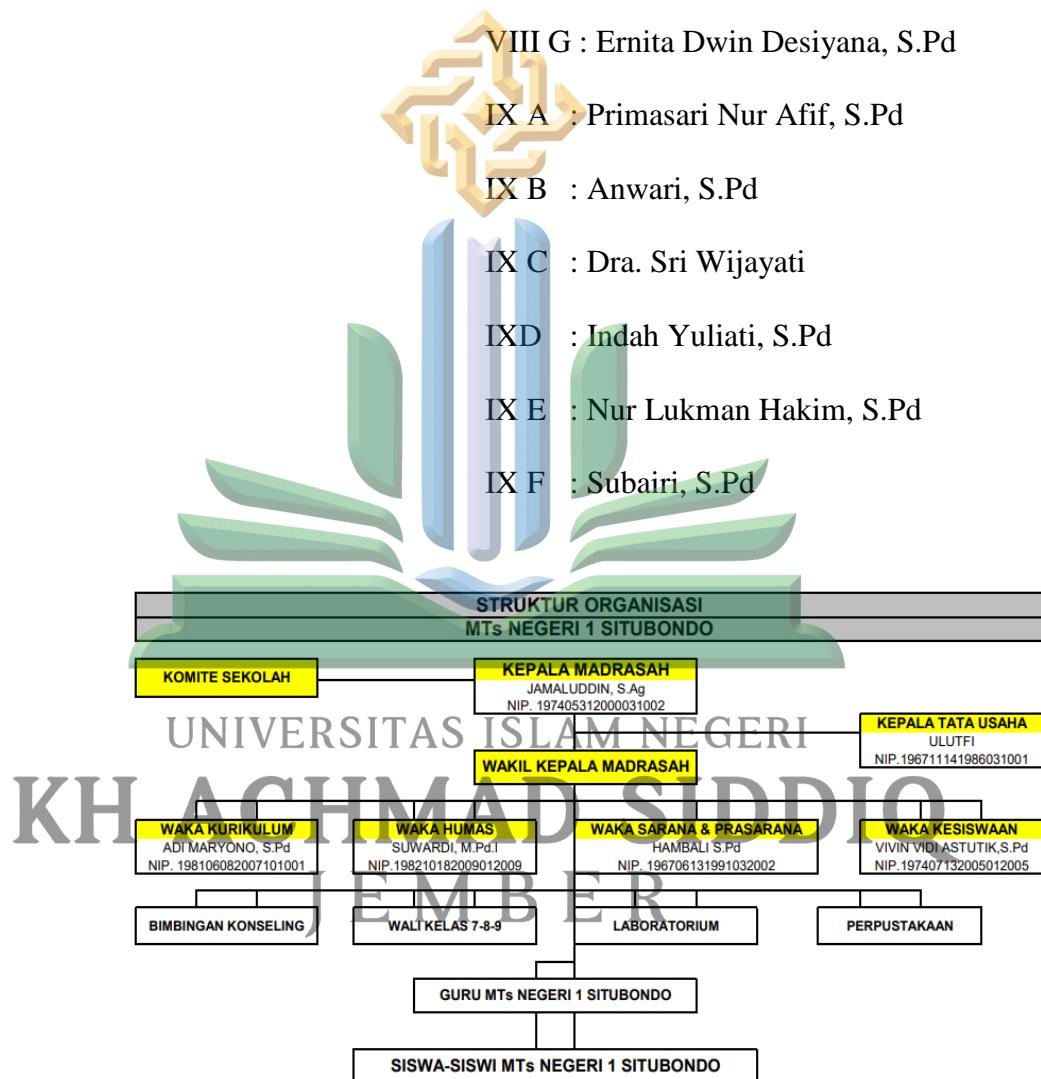 VIII G : Ernita Dwin Desiyana, S.Pd
IX A : Primasari Nur Afif, S.Pd
IX B : Anwari, S.Pd
IX C : Dra. Sri Wijayati
IXD : Indah Yuliati, S.Pd
IX E : Nur Lukman Hakim, S.Pd
IX F : Subairi, S.Pd
STRUKTUR ORGANISASI
MTs NEGERI 1 SITUBONDO
KOMITE SEKOLAH
KEPALA MADRASAH
JAMALUDDIN, S.Ag
NIP. 197405312000031002
UNIVERSITAS ISLAM NEGERI
KEPALA TATA USAHA
ULUTFI
NIP.196711141986031001
WAKIL KEPALA MADRASAH
KH ACHMAD SIDDIQ
WAKA KURIKULUM
ADI MARYONO, S.Pd
NIP. 198106082007101001
WAKA HUMAS
SUWARDI, M.Pd.I
NIP.198210182009012009
WAKA SARANA & PRASARANA
HAMBALI S.Pd
NIP. 196706131991032002
WAKA KESISWAAN
VIVIN VIDI ASTUTIK,S.Pd
NIP.197407132005012005
JEMBER
BIMBINGAN KONSELING
WALI KELAS 7-8-9
LABORATORIUM
PERPUSTAKAAN
GURU MTs NEGERI 1 SITUBONDO
SISWA-SISWI MTs NEGERI 1 SITUBONDO